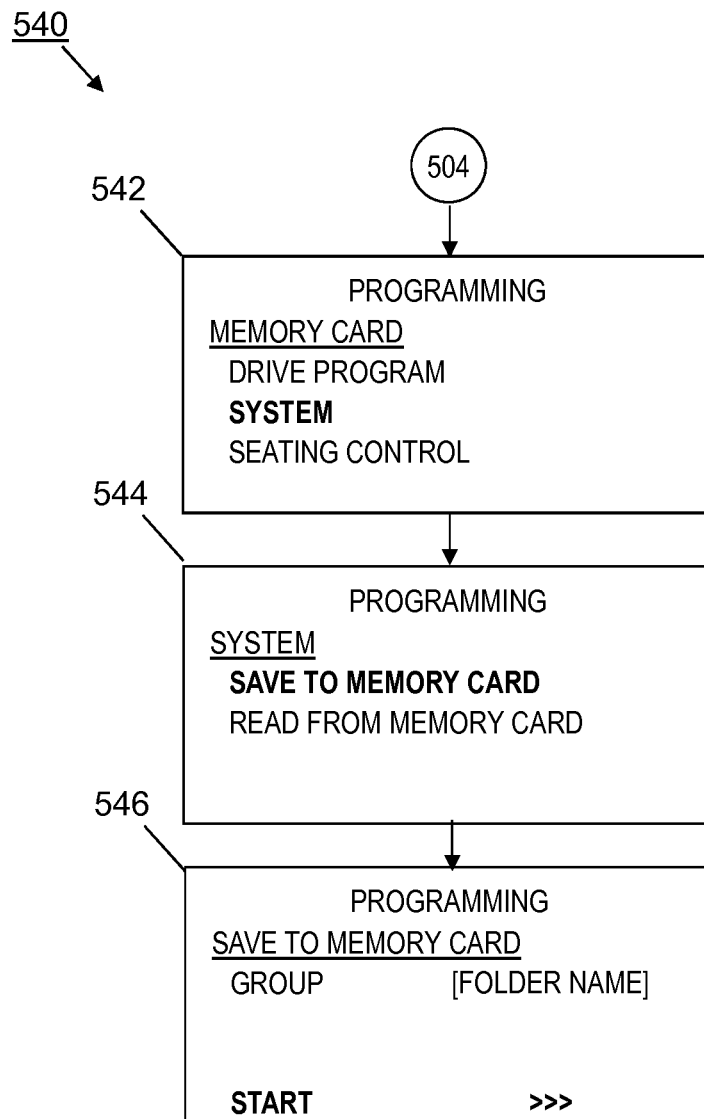 540
504
542
PROGRAMMING
MEMORY CARD
DRIVE PROGRAM
SYSTEM
SEATING CONTROL
544
PROGRAMMING
SYSTEM
SAVE TO MEMORY CARD
READ FROM MEMORY CARD
546
PROGRAMMING
SAVE TO MEMORY CARD
GROUP [FOLDER NAME]
START >>>